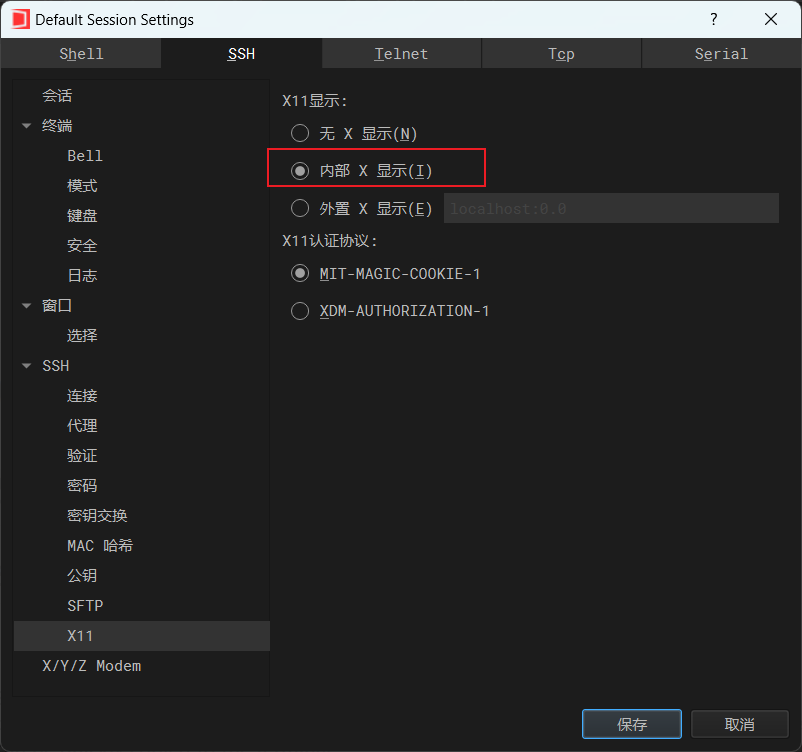 Default Session Settings
?
Shell SSH Telnet Tcp Serial
会话
终端
Bell
模式
键盘
安全
日志
窗口
选择
SSH
连接
代理
验证
密码
密钥交换
MAC 哈希
公钥
SFTP
X11
X/Y/Z Modem
X11显示:
无 X 显示(N)
内部 X 显示(I)
外置 X 显示(E) localhost:0.0
X11认证协议:
MIT-MAGIC-COOKIE-1
XDM-AUTHORIZATION-1
保存 取消